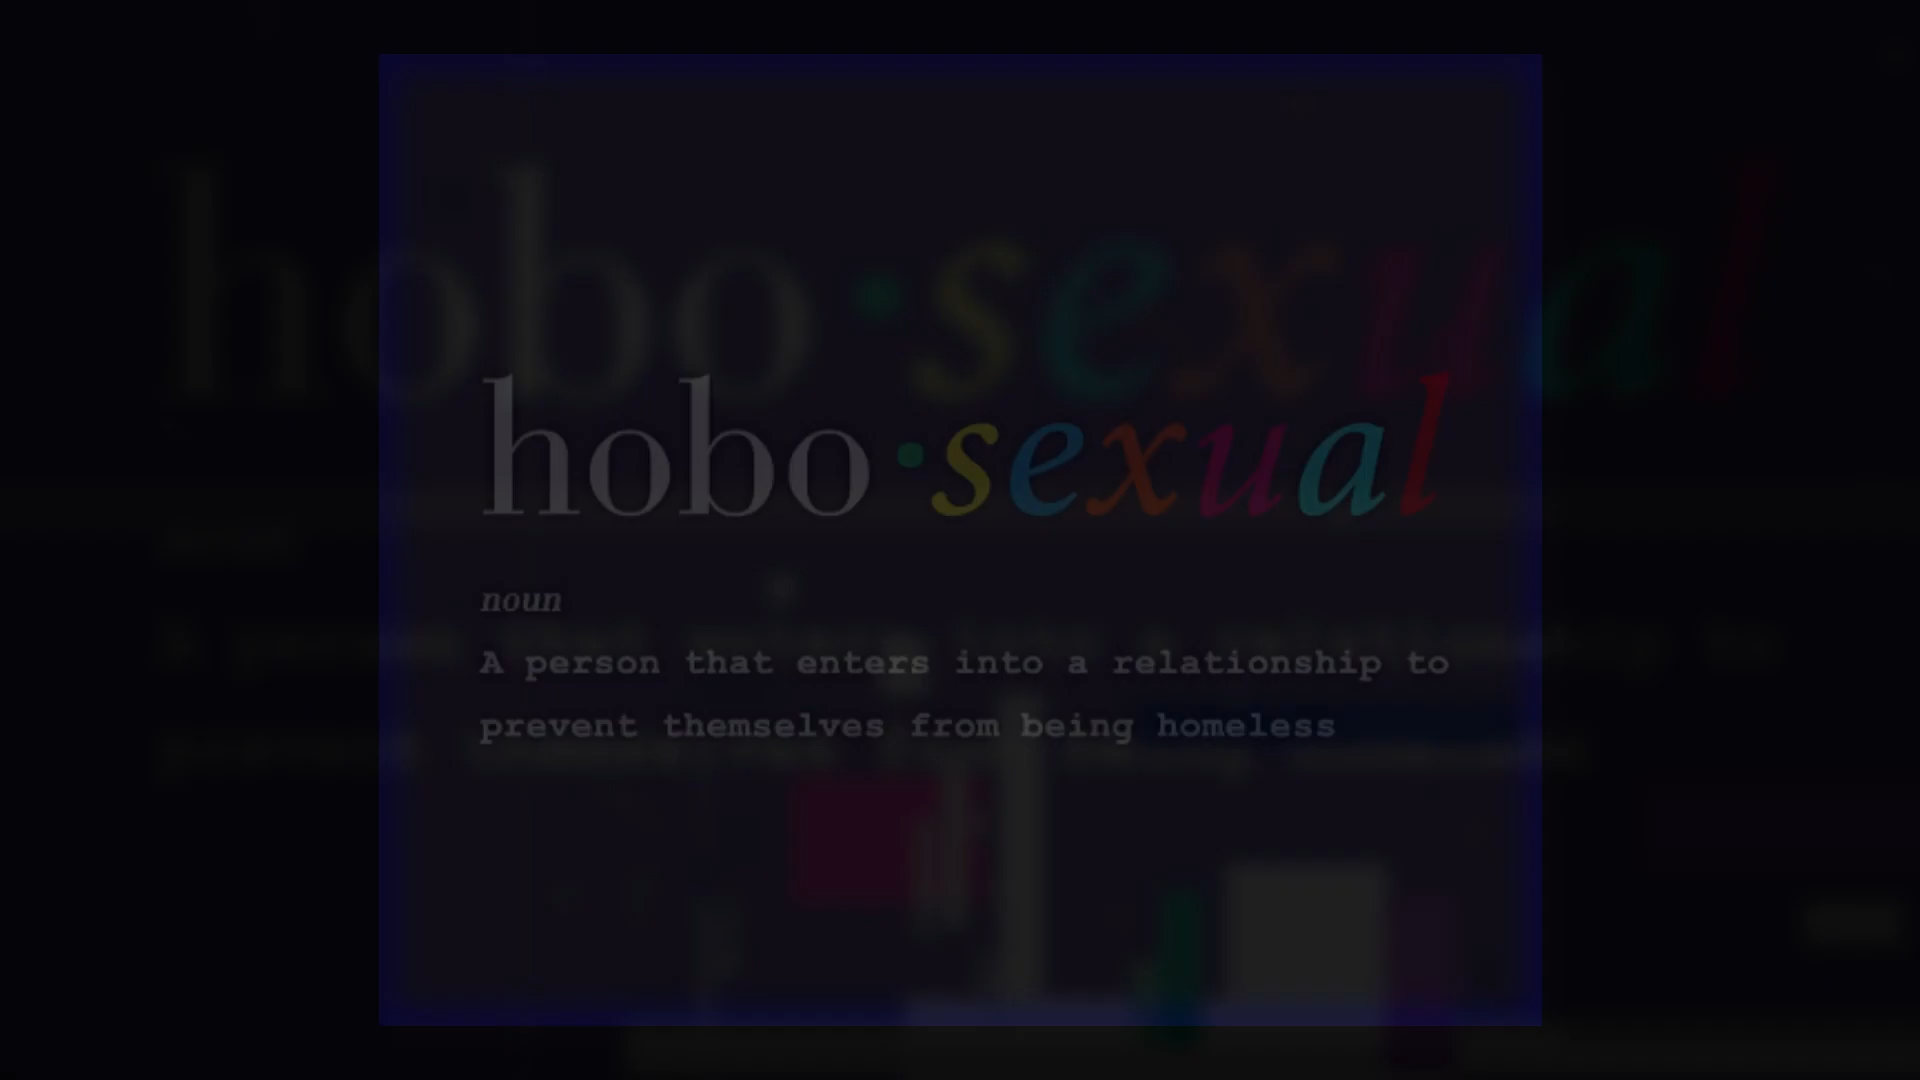 hobo·sexual
noun
A person that enters into a relationship to
prevent themselves from being homeless